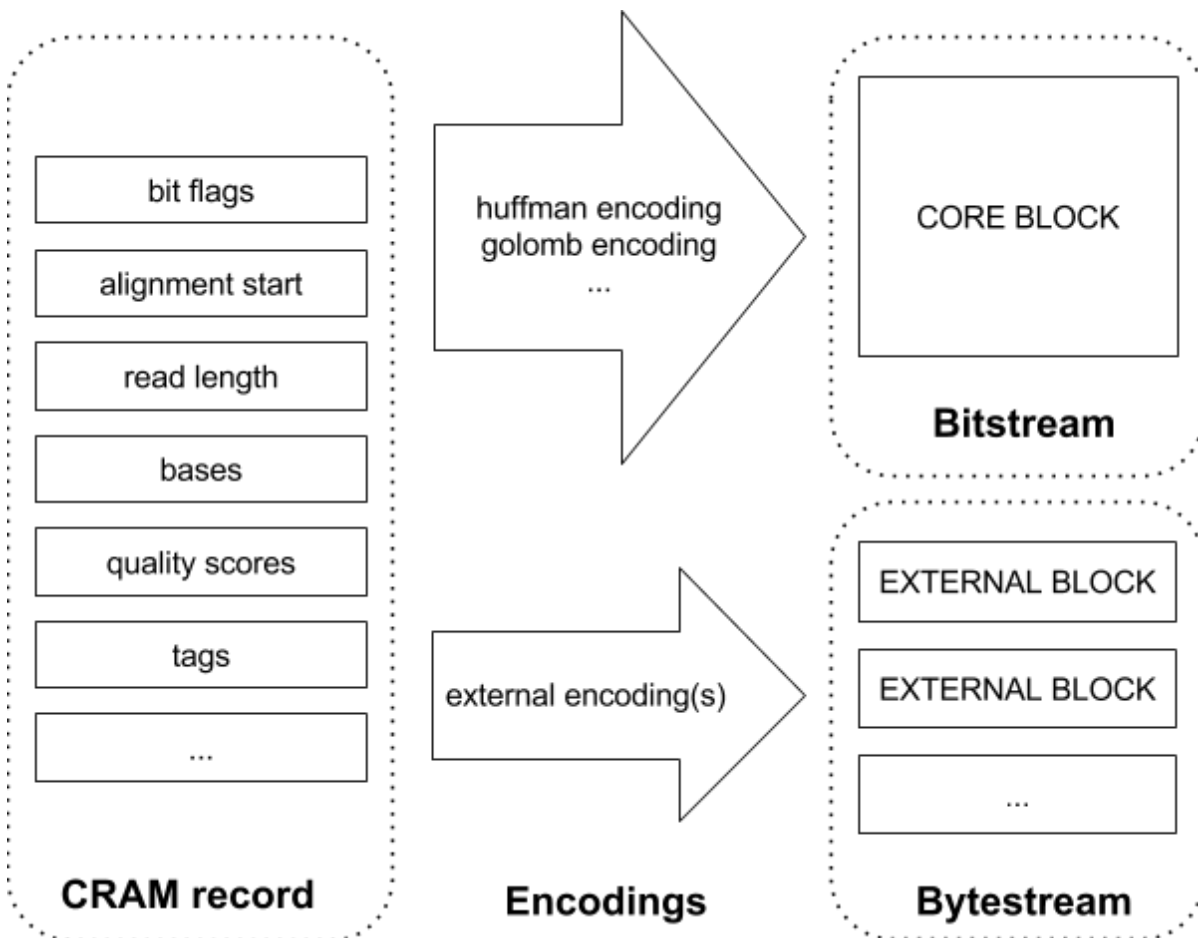 bit flags
alignment start
read length
bases
quality scores
tags
...
CRAM record
huffman encoding
golomb encoding
...
external encoding(s)
Encodings
CORE BLOCK
Bitstream
EXTERNAL BLOCK
EXTERNAL BLOCK
...
Bytestream